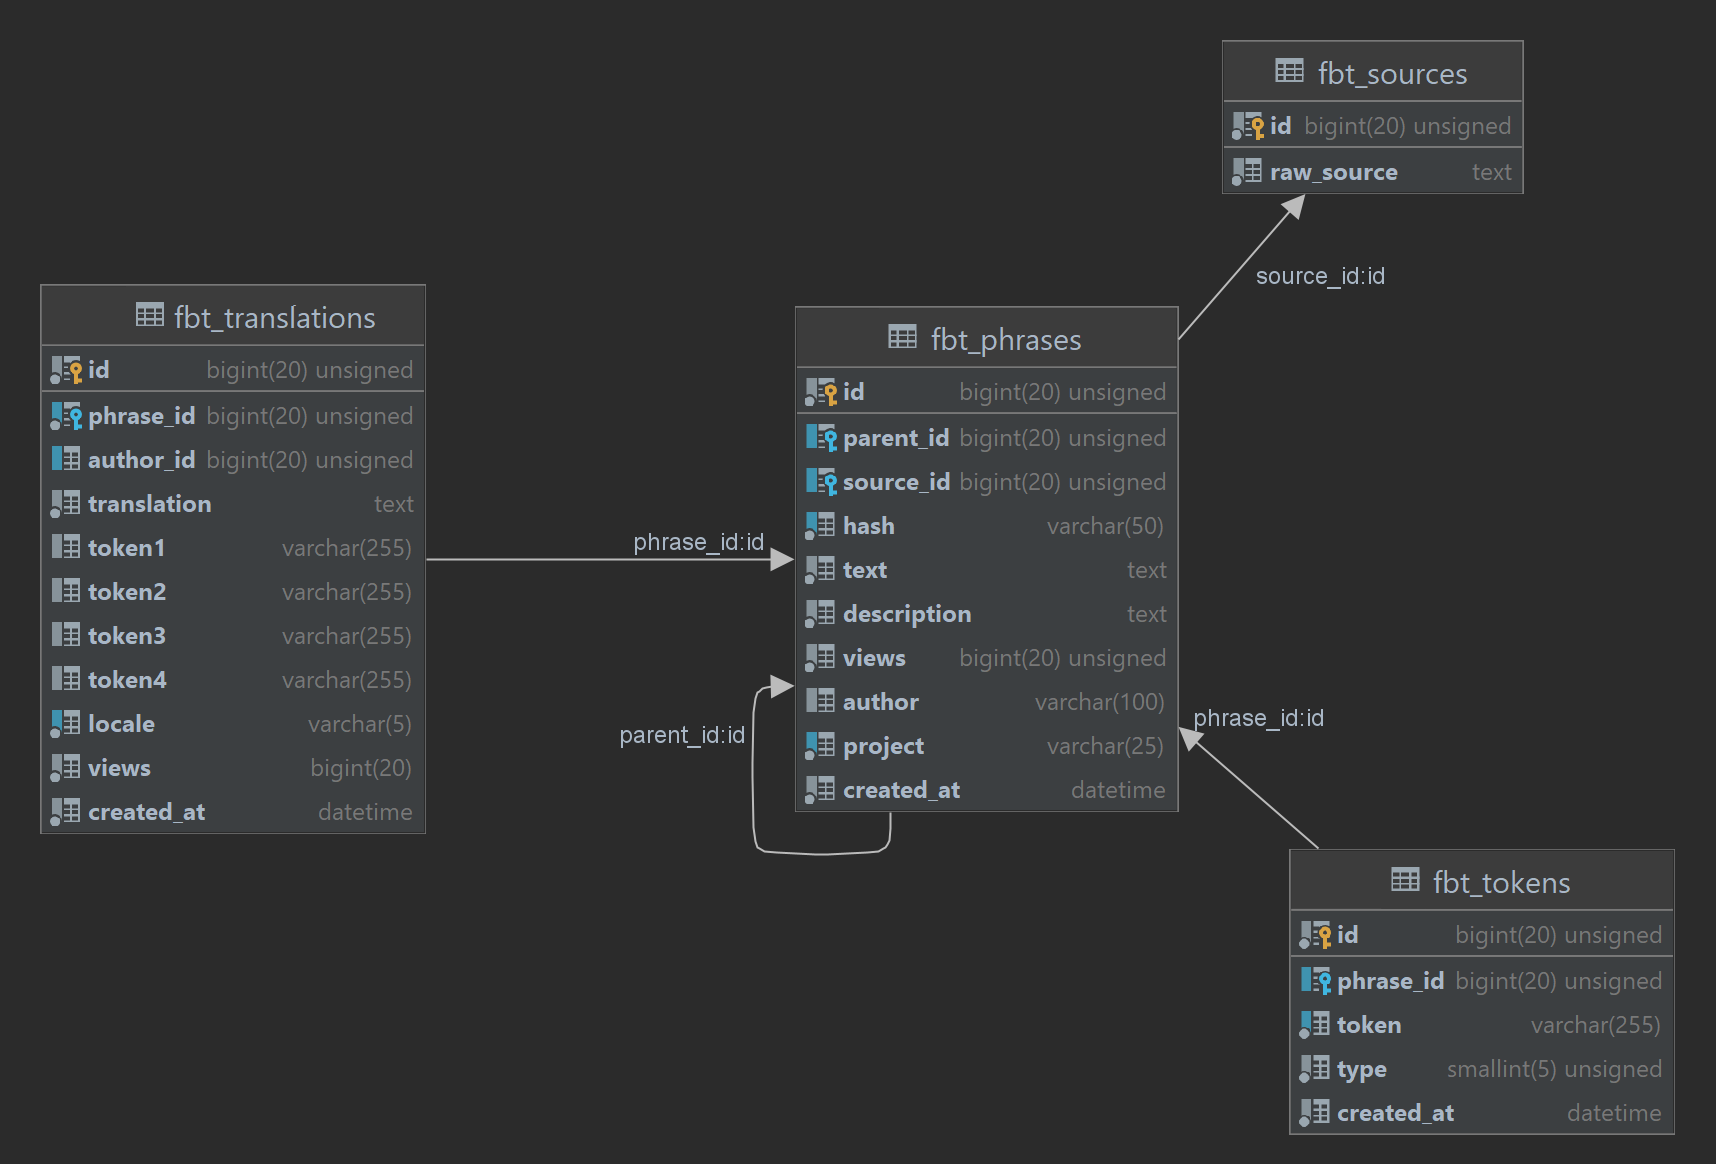 fbt_sources
id bigint(20) unsigned
raw_source text
source_id:id
fbt_translations
id bigint(20) unsigned
phrase_id bigint(20) unsigned
author_id bigint(20) unsigned
translation text
token1 varchar(255)
token2 varchar(255)
token3 varchar(255)
token4 varchar(255)
locale varchar(5)
views bigint(20)
created_at datetime
phrase_id:id
fbt_phrases
id bigint(20) unsigned
parent_id bigint(20) unsigned
source_id bigint(20) unsigned
hash varchar(50)
text text
description text
views bigint(20) unsigned
author varchar(100)
project varchar(25)
created_at datetime
parent_id:id
phrase_id:id
fbt_tokens
id bigint(20) unsigned
phrase_id bigint(20) unsigned
token varchar(255)
type smallint(5) unsigned
created_at datetime